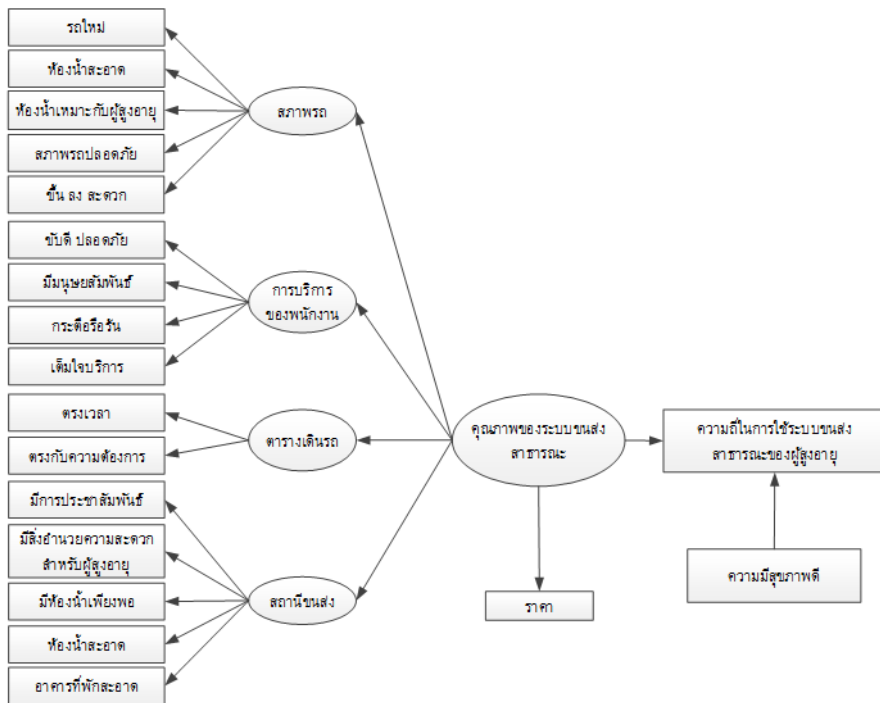 รถใหม่
ห้องน้ำสะอาด
ห้องน้ำเหมาะกับผู้สูงอายุ
สภาพรถปลอดภัย
ขึ้น ลง สะดวก
สภาพรถ
ขับดี ปลอดภัย
มีมนุษยสัมพันธ์
กระตือรือร้น
เต็มใจบริการ
การบริการ
ของพนักงาน
ตรงเวลา
ตรงกับความต้องการ
ตารางเดินรถ
มีการประชาสัมพันธ์
มีสิ่งอำนวยความสะดวก
สำหรับผู้สูงอายุ
มีห้องน้ำเพียงพอ
ห้องน้ำสะอาด
อาคารที่พักสะอาด
สถานีขนส่ง
คุณภาพของระบบขนส่ง
สาธารณะ
ราคา
ความถี่ในการใช้ระบบขนส่ง
สาธารณะของผู้สูงอายุ
ความมีสุขภาพดี